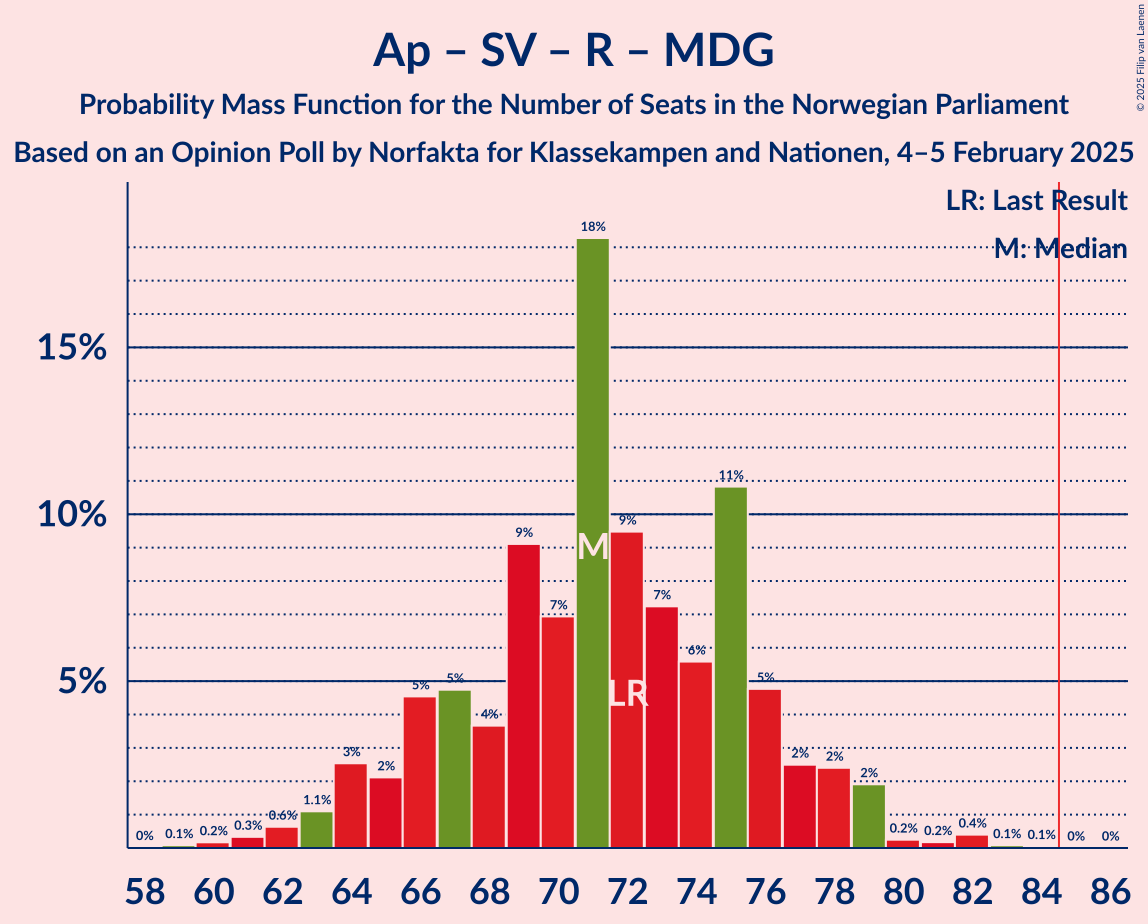 Ap – SV – R – MDG
Probability Mass Function for the Number of Seats in the Norwegian Parliament
Based on an Opinion Poll by Norfakta for Klassekampen and Nationen, 4–5 February 2025
© 2025 Filip van Laenen
LR: Last Result
M: Median
15%
10%
5%
0% 0.1% 0.2% 0.3% 0.6% 1.1% 3% 2% 5% 5% 4% 9% 7% 18% 9% 7% 6% 11% 5% 2% 2% 2% 0.2% 0.2% 0.4% 0.1% 0.1% 0% 0%
M
LR
58 60 62 64 66 68 70 72 74 76 78 80 82 84 86